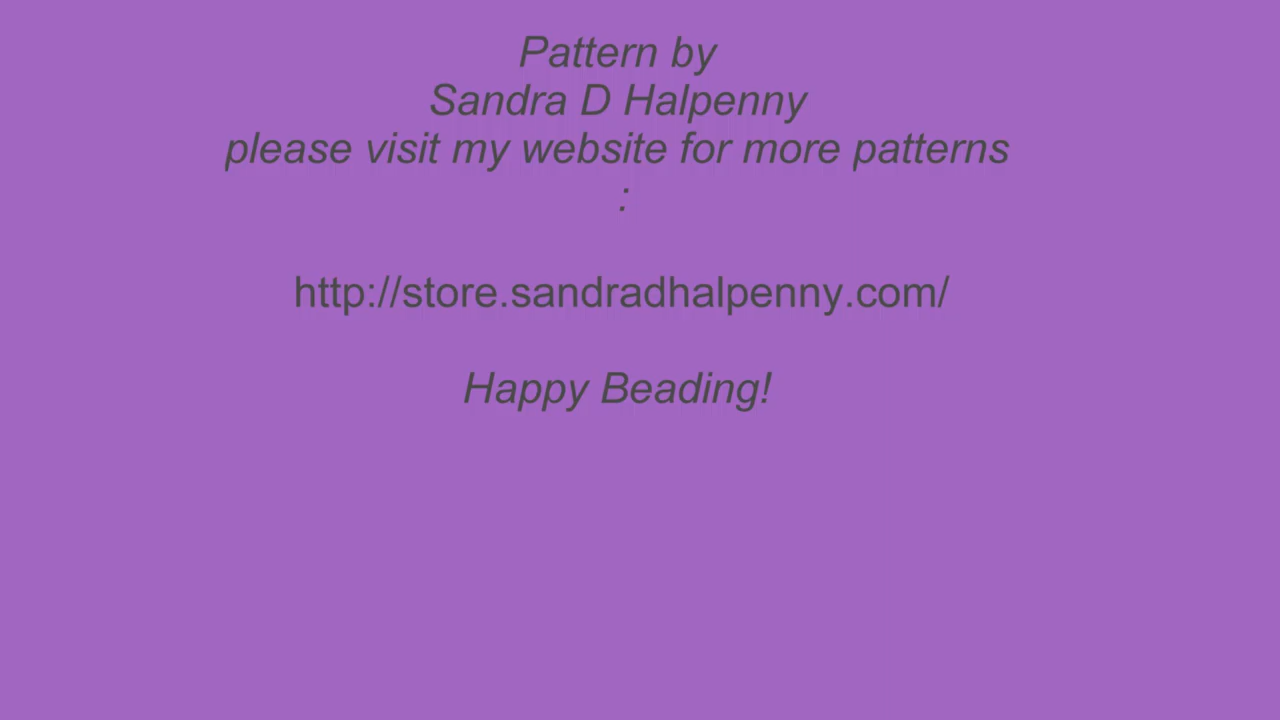 Pattern by
Sandra D Halpenny
please visit my website for more patterns
:
http://store.sandradhalpenny.com/
Happy Beading!